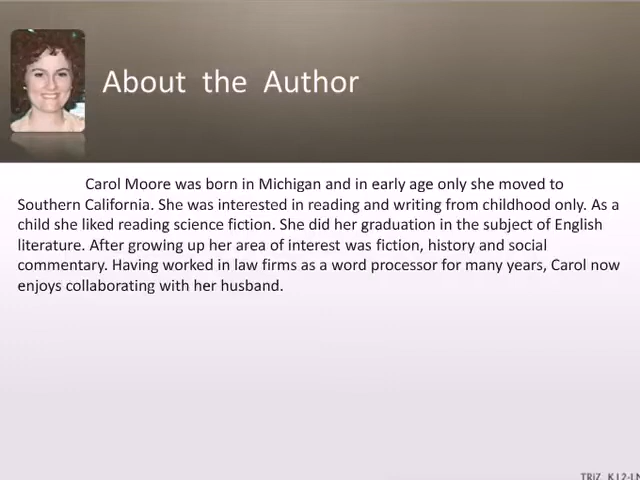 About the Author
Carol Moore was born in Michigan and in early age only she moved to
Southern California. She was interested in reading and writing from childhood only. As a
child she liked reading science fiction. She did her graduation in the subject of English
literature. After growing up her area of interest was fiction, history and social
commentary. Having worked in law firms as a word processor for many years, Carol now
enjoys collaborating with her husband.